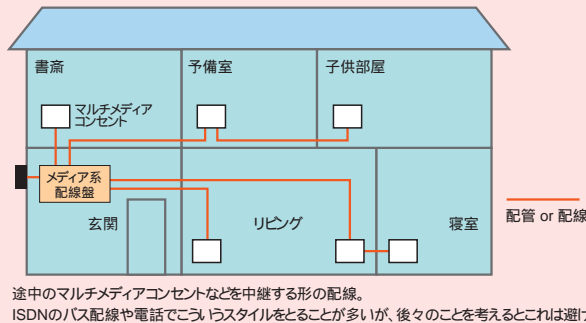 書斎
予備室
子供部屋
マルチメディア
コンセント
メディア系
配線盤
玄関
リビング
寝室
配管 or 配線
途中のマルチメディアコンセントなどを中継する形の配線。
ISDNのバス配線や電話でこういうスタイルをとることが多いが、後々のことを考えるとこれは避け